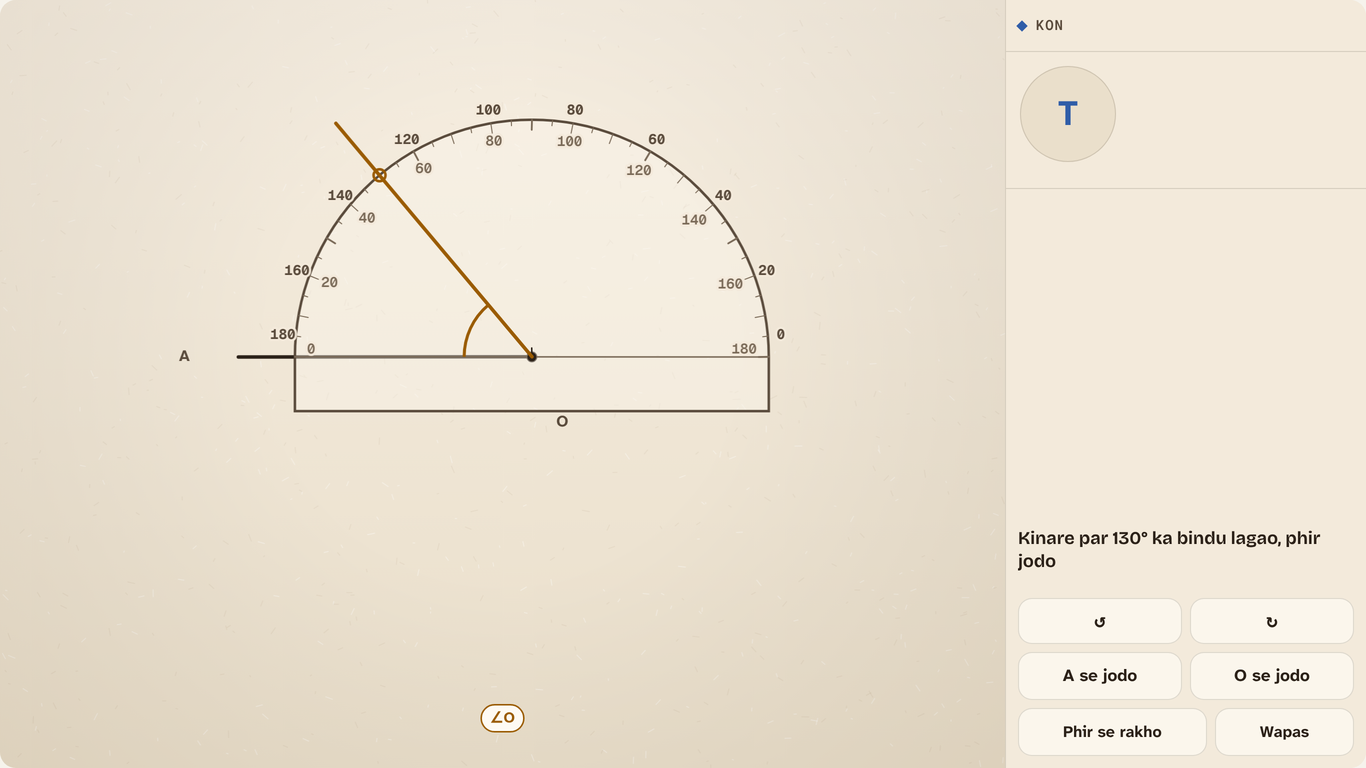 KON
T
100 80
120 80 100 60
60 120
140 40
40 140
160 20
20 160
180 0
0 180
A
O
∠O
Kinare par 130° ka bindu lagao, phir
jodo
↺ ↻
A se jodo O se jodo
Phir se rakho Wapas